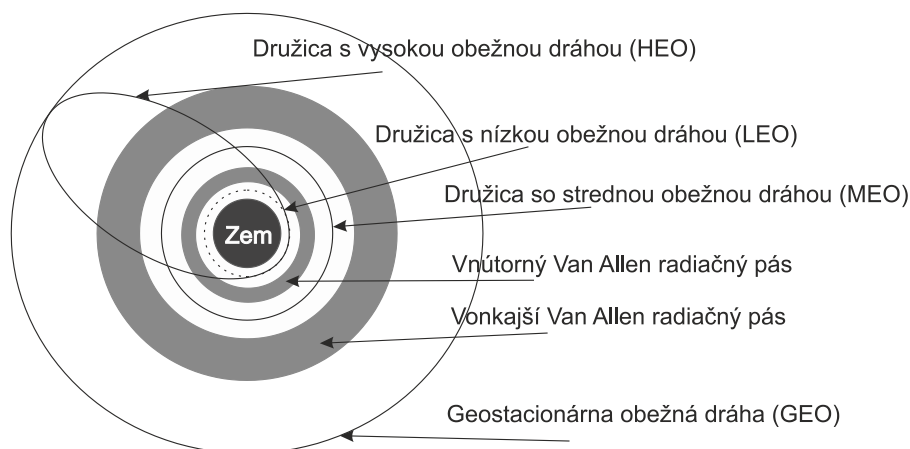 Družica s vysokou obežnou dráhou (HEO)
Družica s nízkou obežnou dráhou (LEO)
Družica so strednou obežnou dráhou (MEO)
Zem
Vnútorný Van Allen radiačný pás
Vonkajší Van Allen radiačný pás
Geostacionárna obežná dráha (GEO)